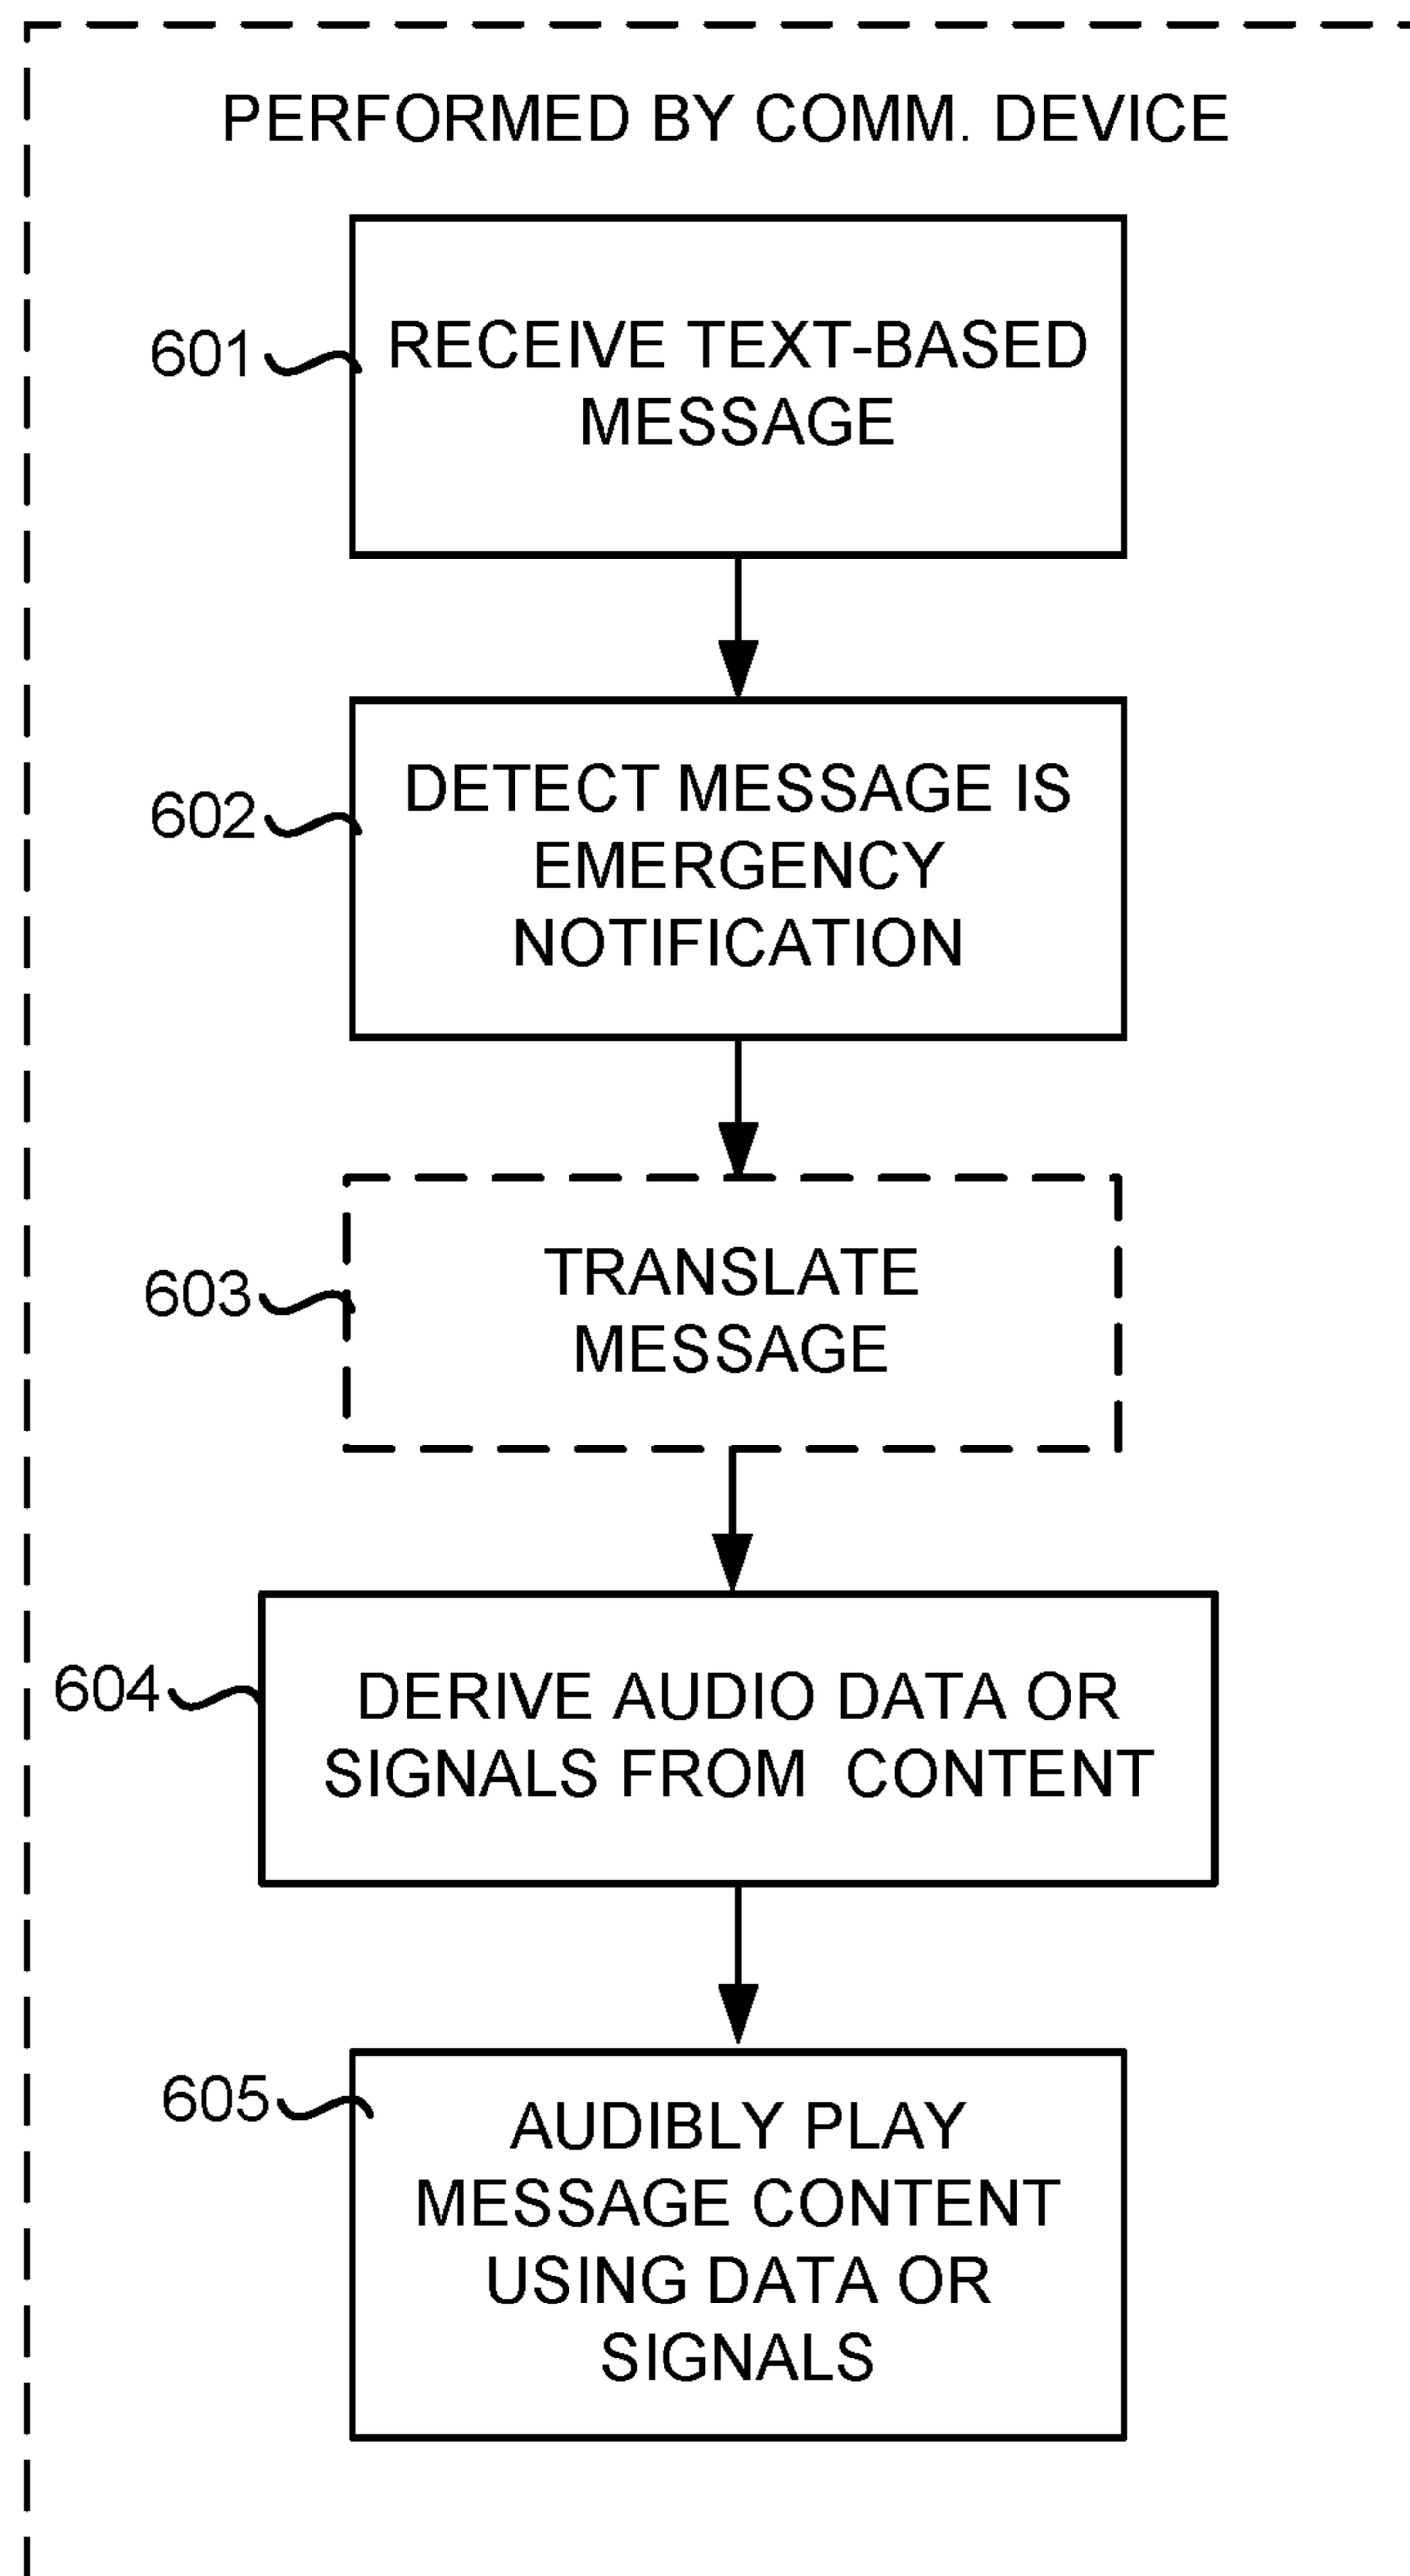 PERFORMED BY COMM. DEVICE
601
RECEIVE TEXT-BASED
MESSAGE
602
DETECT MESSAGE IS
EMERGENCY
NOTIFICATION
603
TRANSLATE
MESSAGE
604
DERIVE AUDIO DATA OR
SIGNALS FROM CONTENT
605
AUDIBLY PLAY
MESSAGE CONTENT
USING DATA OR
SIGNALS